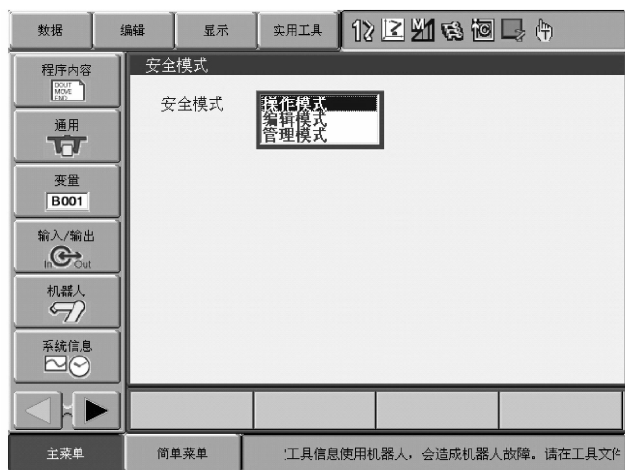 数据 编辑 显示 实用工具
程序内容
DOUT
MOVE
END
通用
变量
B001
输入/输出
In Out
机器人
系统信息
安全模式
安全模式
操作模式
编辑模式
管理模式
主菜单 简单菜单 工具信息使用机器人，会造成机器人故障。请在工具文件